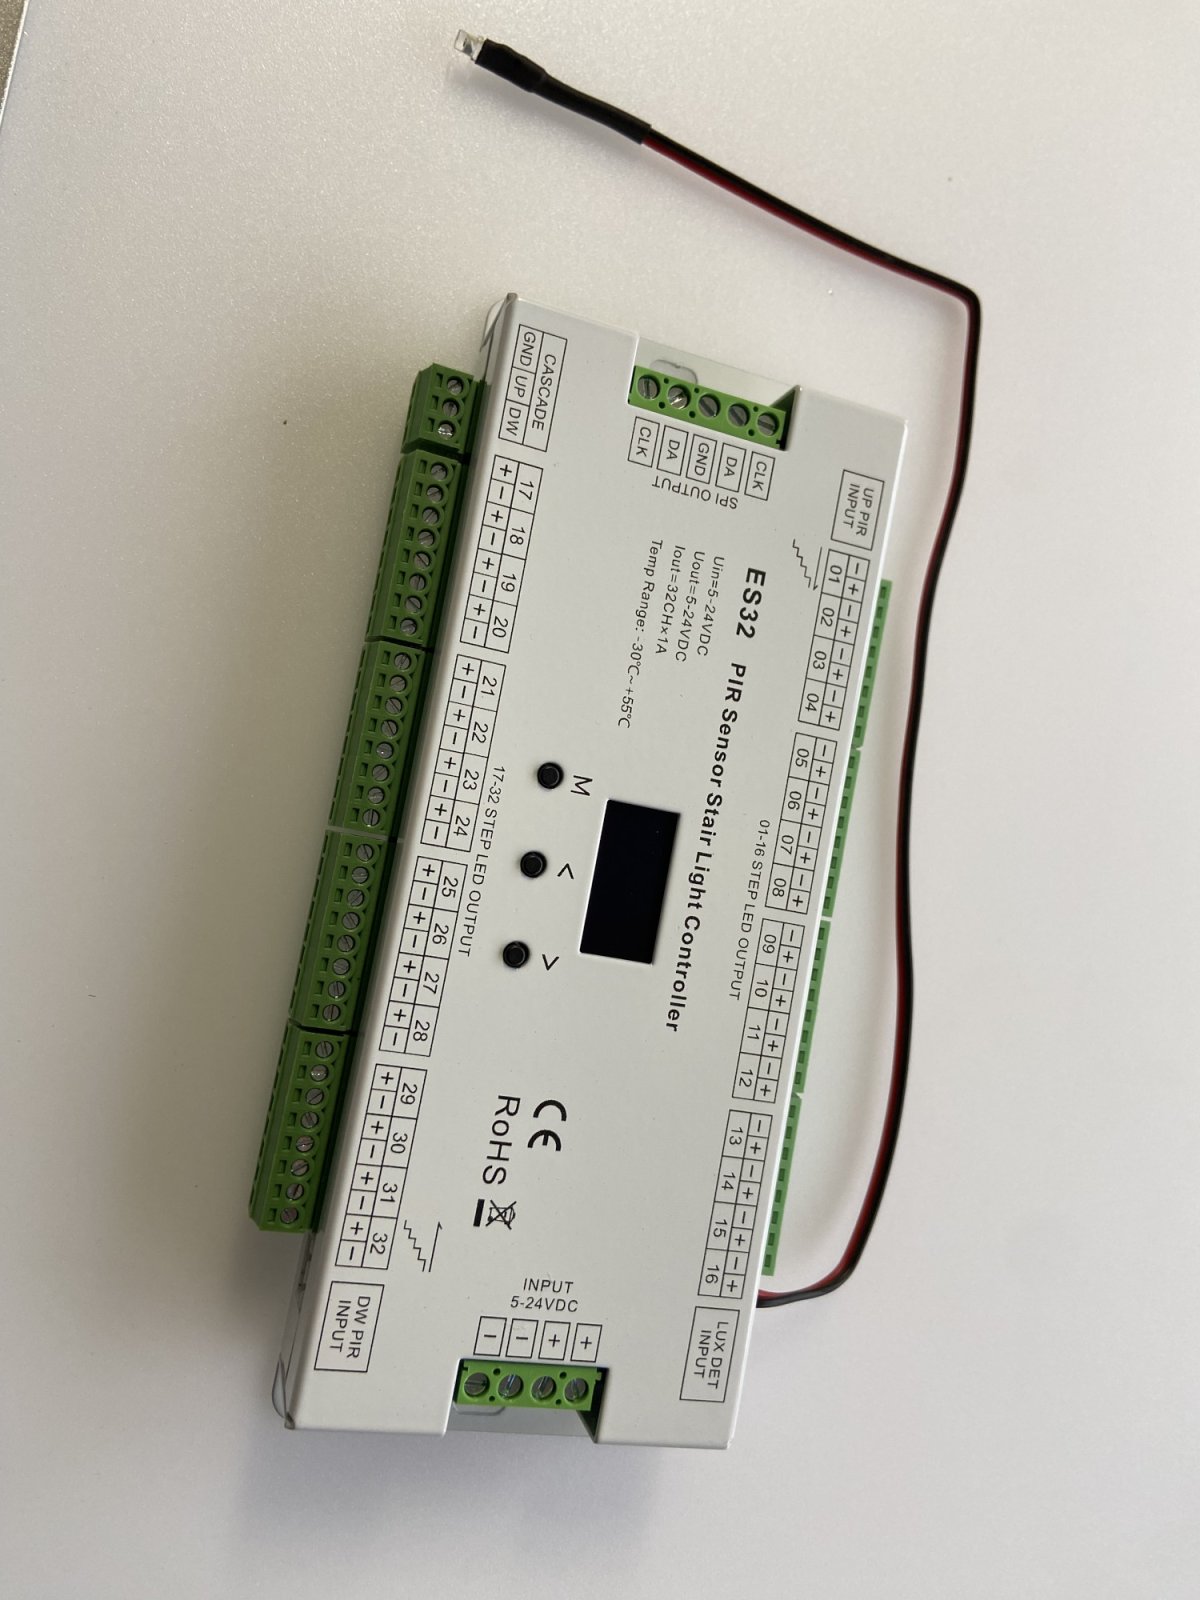 UP PIR
INPUT
− + − + − + − +
01 02 03 04
− + − + − + − +
05 06 07 08
− + − + − + − +
09 10 11 12
− + − + − + − +
13 14 15 16
LUX DET
INPUT
01-16 STEP LED OUTPUT
CLK
DA
GND
DA
CLK
SPI OUTPUT
ES32 PIR Sensor Stair Light Controller
Uin=5-24VDC
Uout=5-24VDC
Iout=32CH×1A
Temp Range: -30℃~+55℃
M < >
CE
RoHS
INPUT
5-24VDC
+
+
−
−
17-32 STEP LED OUTPUT
CASCADE
GND UP DW
17 18 19 20
+ − + − + − + −
21 22 23 24
+ − + − + − + −
25 26 27 28
+ − + − + − + −
29 30 31 32
+ − + − + − + −
DW PIR
INPUT